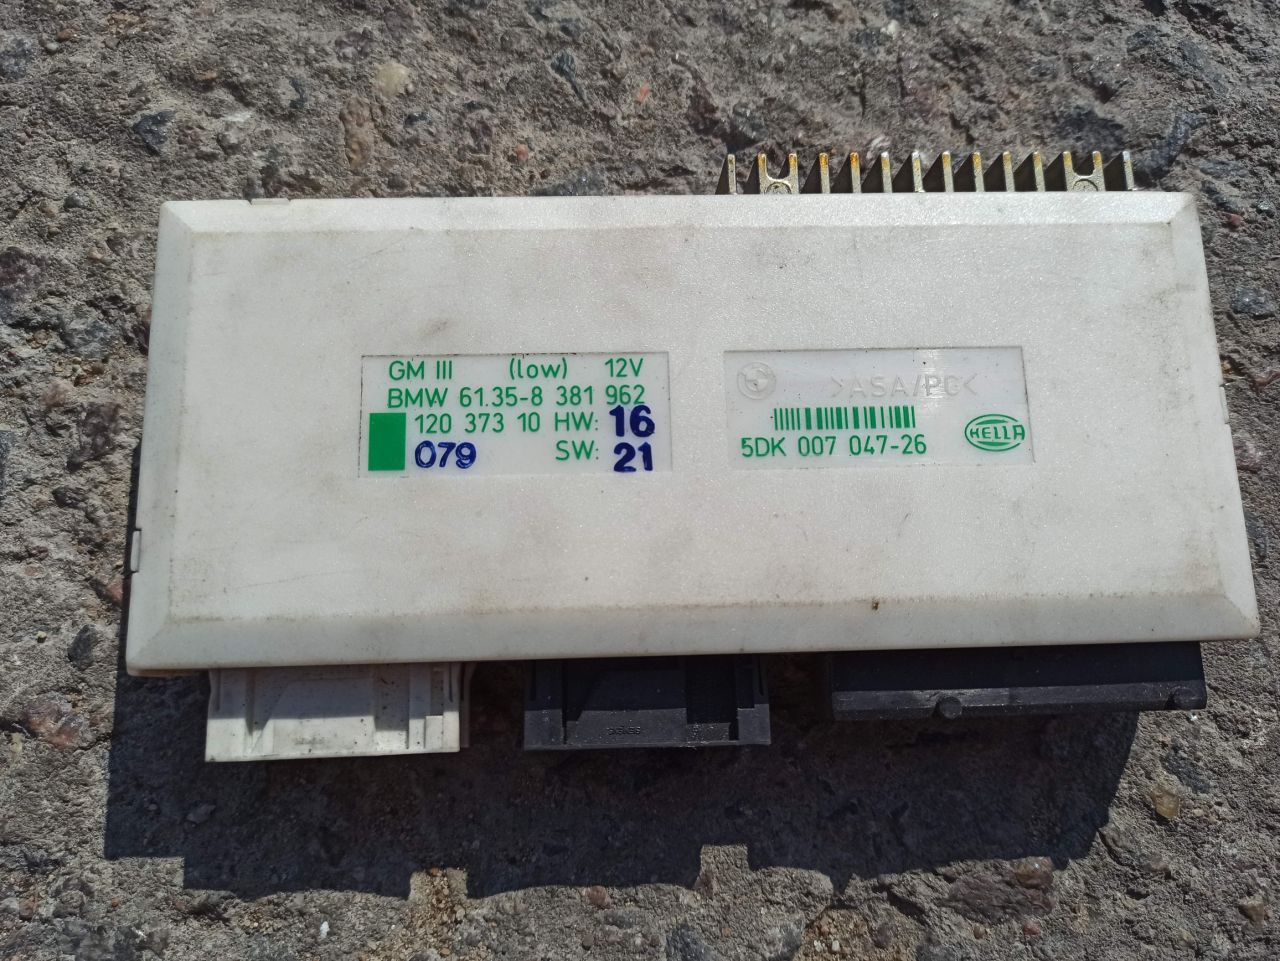 GM III (low) 12V
BMW 61.35-8 381 962
120 373 10 HW: 16
079 SW: 21
>ASA/PC<
5DK 007 047-26
HELLA